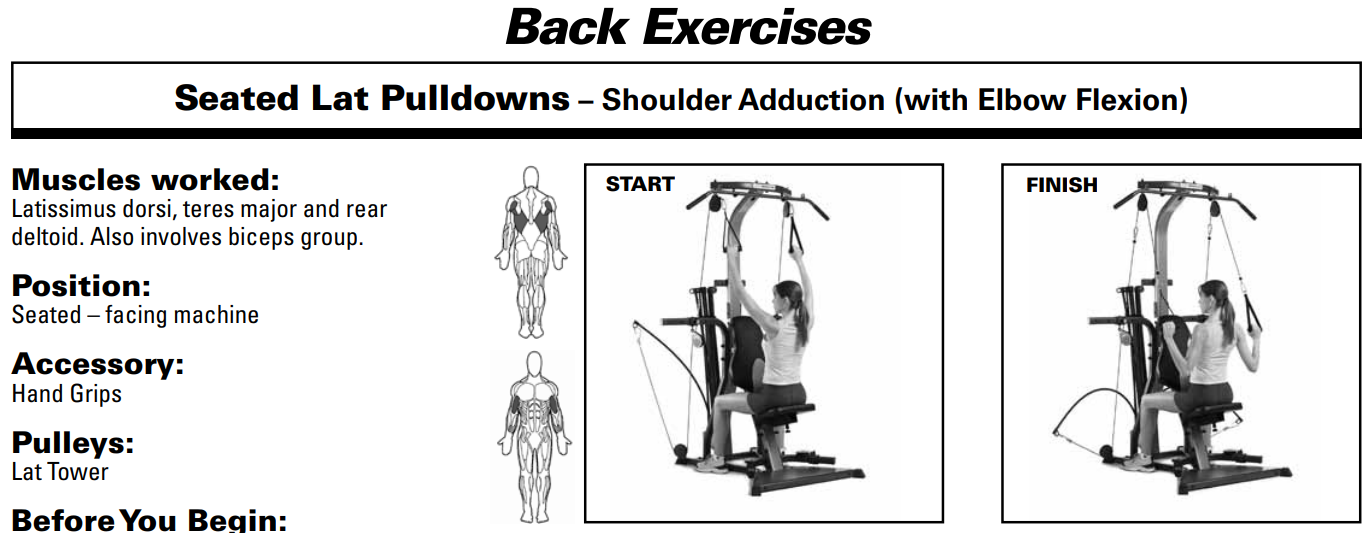 Back Exercises
Seated Lat Pulldowns – Shoulder Adduction (with Elbow Flexion)
Muscles worked:
Latissimus dorsi, teres major and rear
deltoid. Also involves biceps group.
Position:
Seated – facing machine
Accessory:
Hand Grips
Pulleys:
Lat Tower
Before You Begin:
START
FINISH